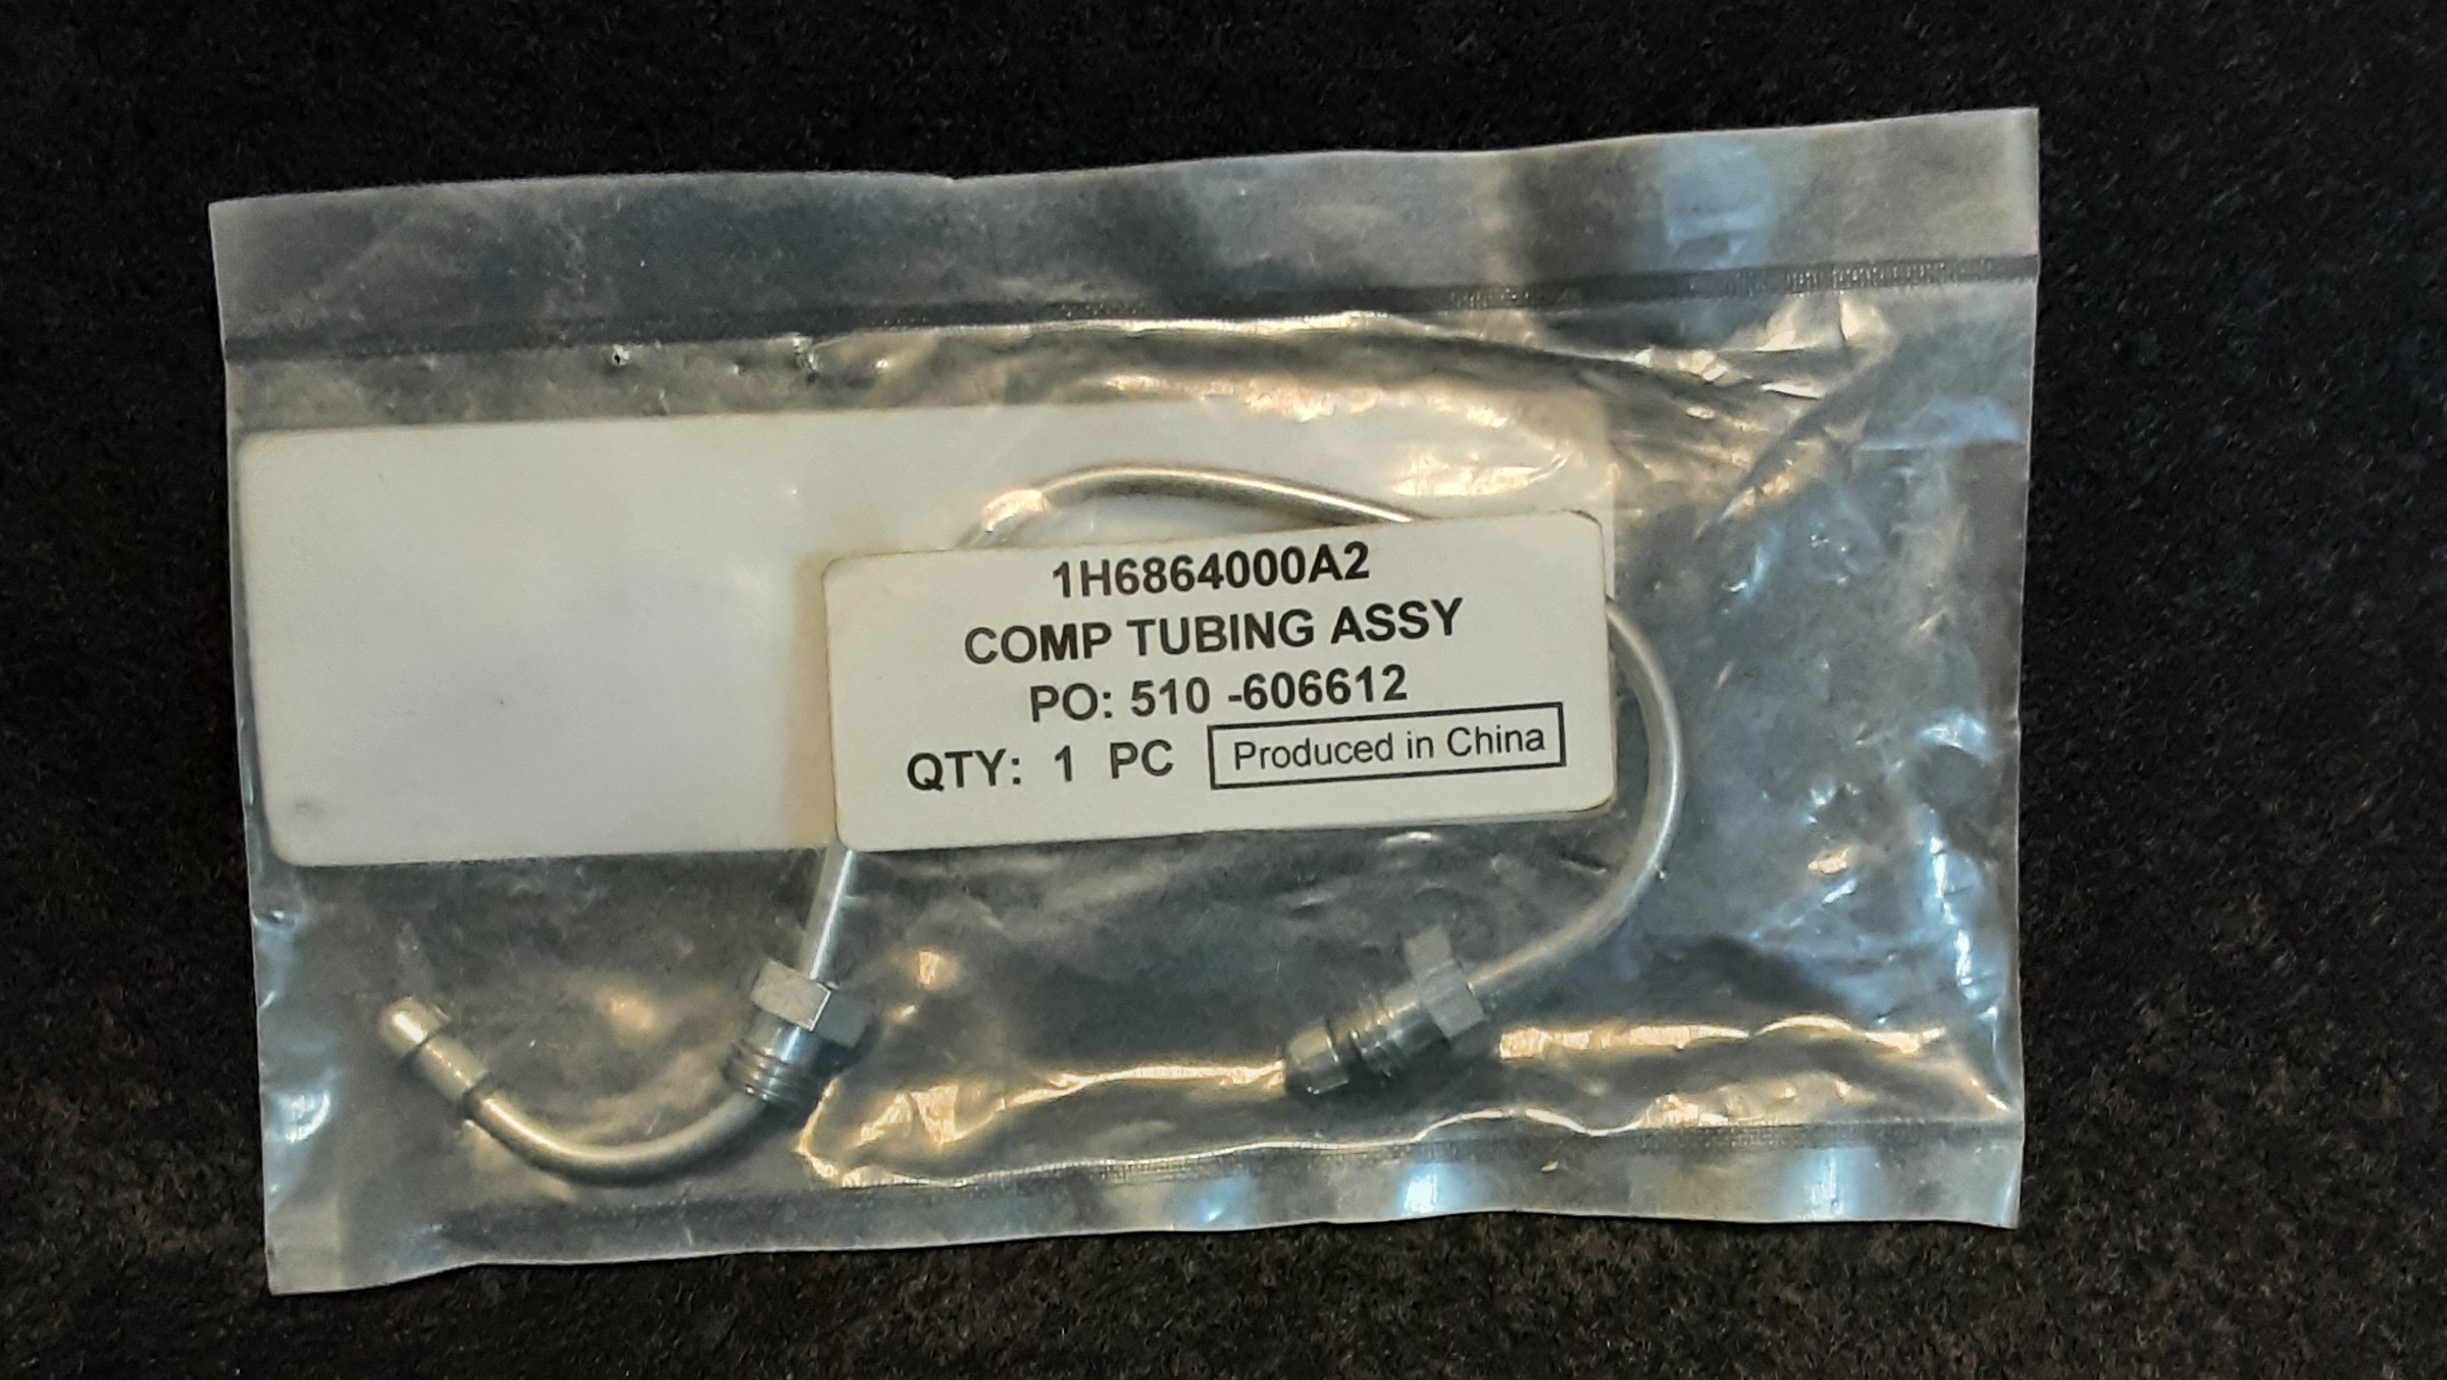 1H6864000A2
COMP TUBING ASSY
PO: 510 -606612
QTY: 1 PC Produced in China